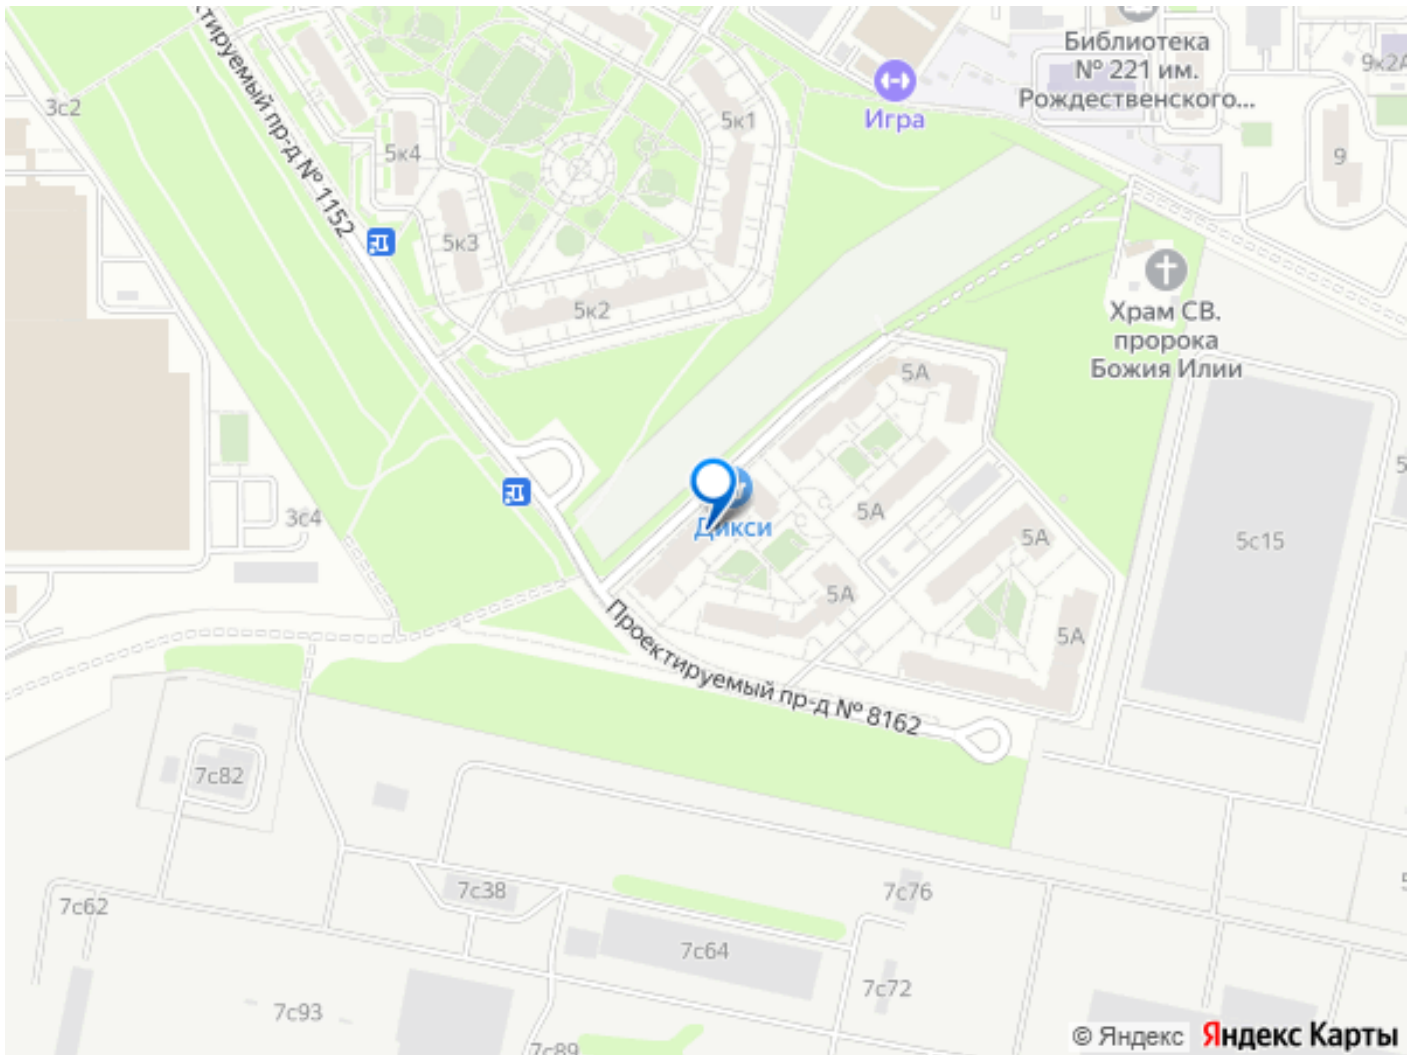 Библиотека
№ 221 им.
Рождественского...
9к2А
3с2
5к1
Игра
9
5к4
ктируемый пр-д № 1152
5к3
5к2
Храм СВ.
пророка
Божия Илии
5А
3с4
5А
Дикси
5А
5с15
5А
5А
Проектируемый пр-д № 8162
7с82
7с38
7с76
7с62
7с64
7с72
7с93
7с89
© Яндекс Яндекс Карты